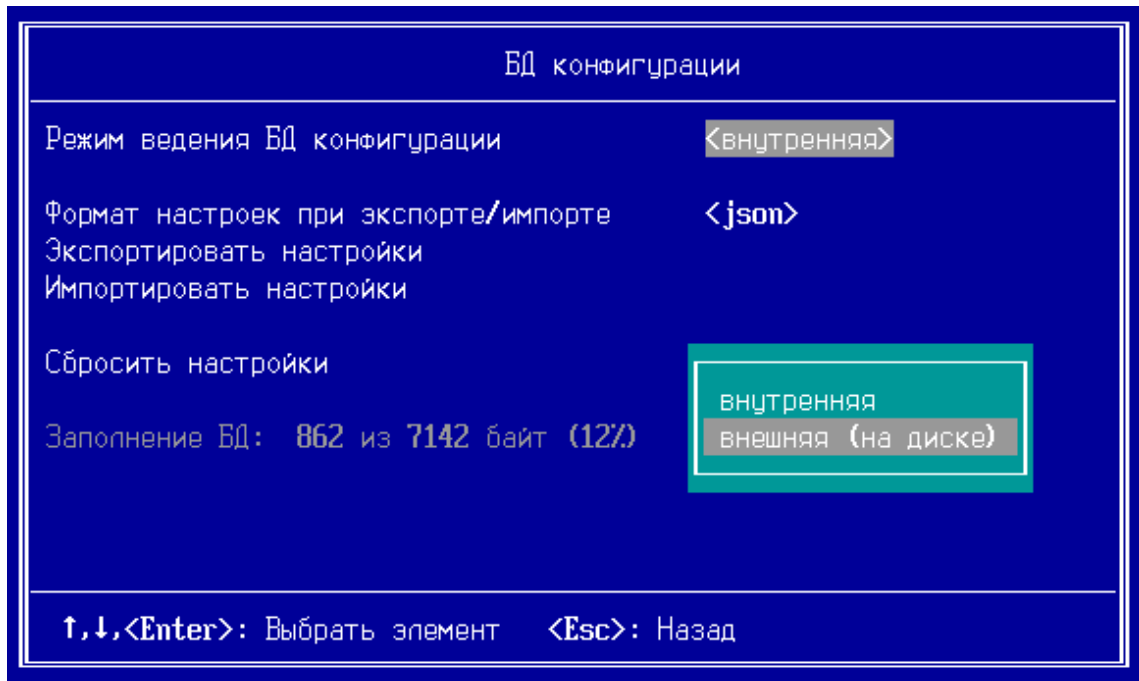 БД конфигурации
Режим ведения БД конфигурации <внутренняя>
Формат настроек при экспорте/импорте <json>
Экспортировать настройки
Импортировать настройки
Сбросить настройки
внутренняя
Заполнение БД: 862 из 7142 байт (12%)
внешняя (на диске)
↑,↓,<Enter>: Выбрать элемент <Esc>: Назад